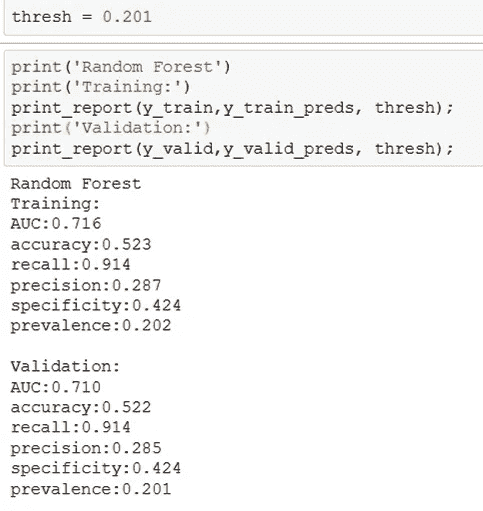 thresh = 0.201
print('Random Forest')
print('Training:')
print_report(y_train,y_train_preds, thresh);
print('Validation:')
print_report(y_valid,y_valid_preds, thresh);
Random Forest
Training:
AUC:0.716
accuracy:0.523
recall:0.914
precision:0.287
specificity:0.424
prevalence:0.202
Validation:
AUC:0.710
accuracy:0.522
recall:0.914
precision:0.285
specificity:0.424
prevalence:0.201